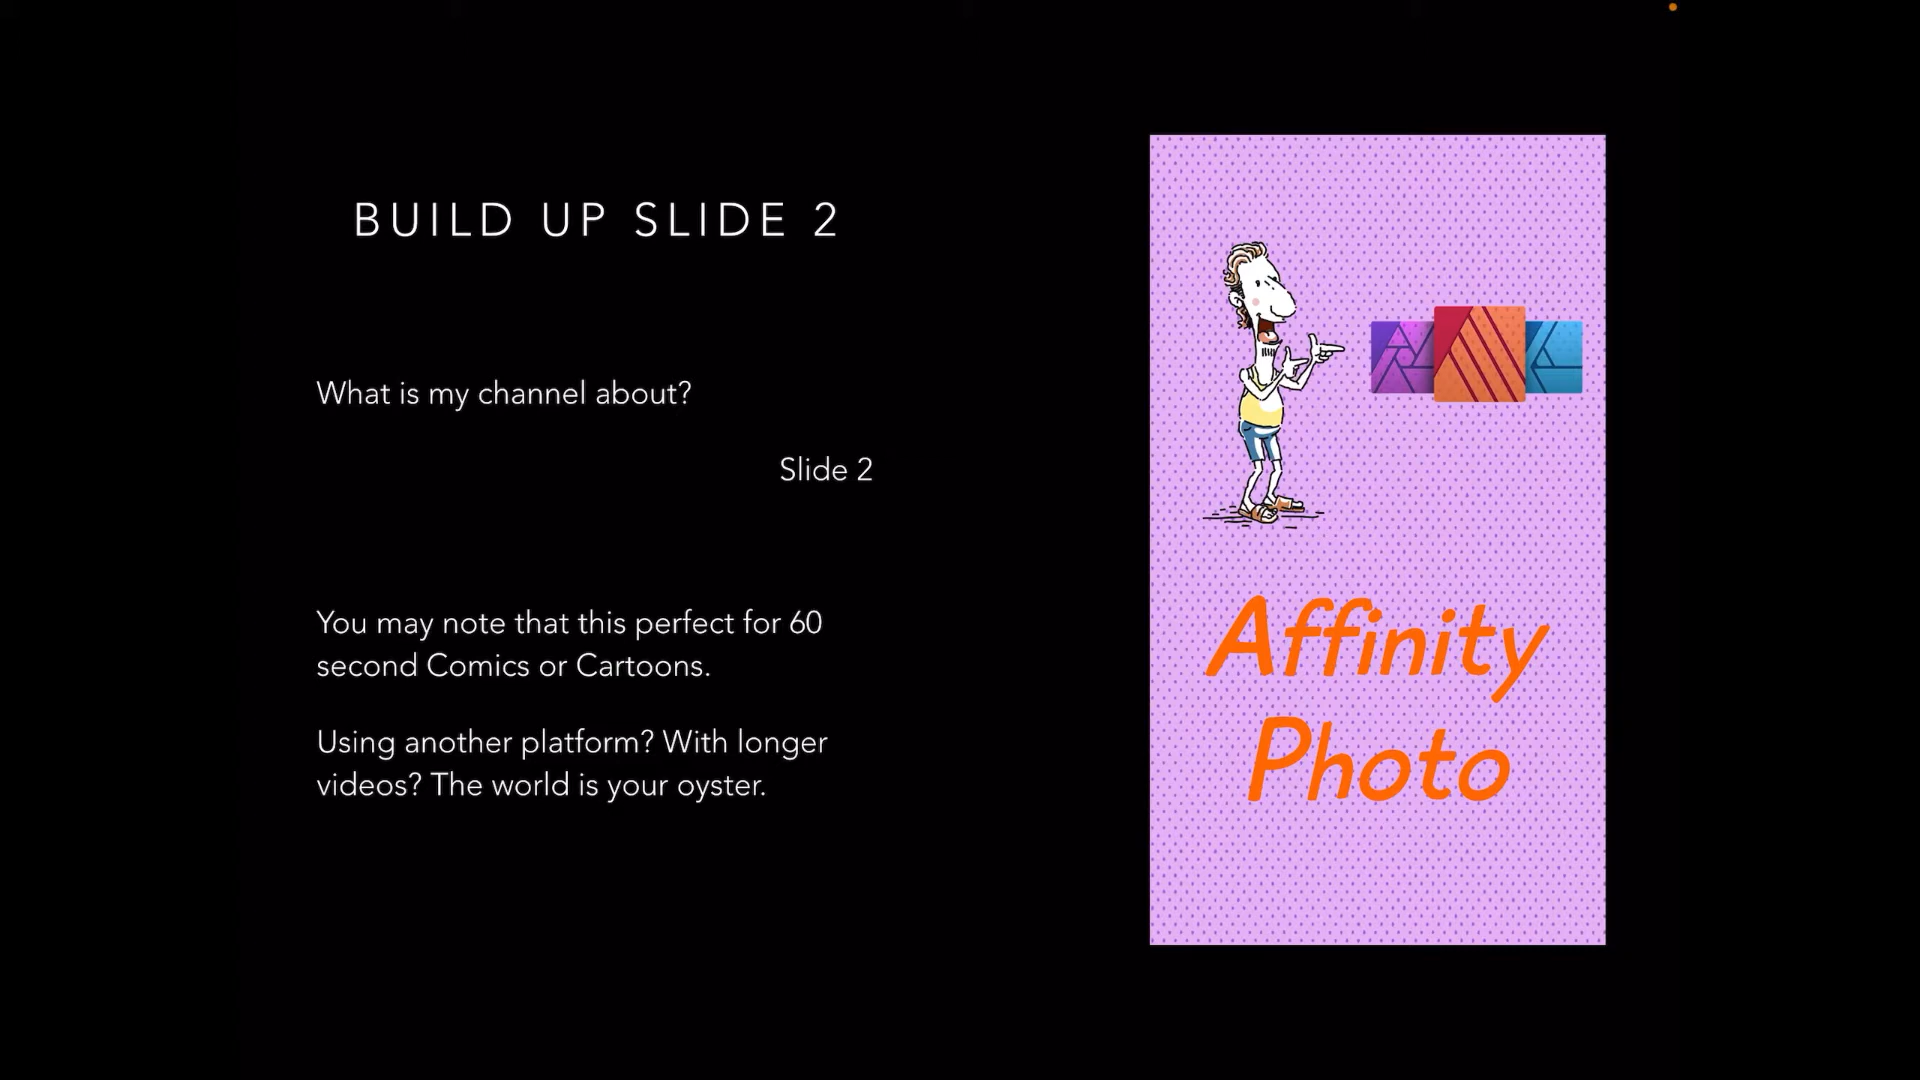 BUILD UP SLIDE 2
What is my channel about?
Slide 2
You may note that this perfect for 60
second Comics or Cartoons.
Using another platform? With longer
videos? The world is your oyster.
Affinity
Photo